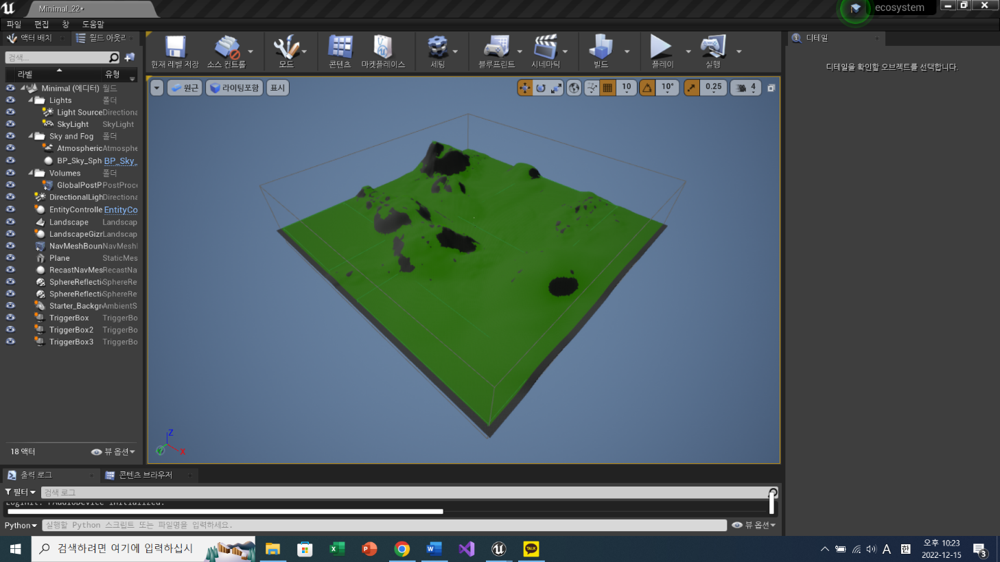 Minimal_22•
ecosystem
파일 편집 창 도움말
액터 배치
월드 아웃라
디테일
검색...
현재 레벨 저장
소스 컨트롤
모드
콘텐츠
마켓플레이스
세팅
블루프린트
시네마틱
빌드
플레이
실행
디테일을 확인할 오브젝트를 선택합니다.
라벨 유형
원근
라이팅포함
표시
10
10°
0.25
4
Minimal (에디터) 월드
Lights 폴더
Light Source Directiona
SkyLight SkyLight
Sky and Fog 폴더
Atmospheric Atmosphe
BP_Sky_Sph BP_Sky_
Volumes 폴더
GlobalPostP PostProce
DirectionalLigh Directiona
EntityControlle EntityCo
Landscape Landscap
LandscapeGizm Landscap
NavMeshBoun NavMeshI
Plane StaticMes
RecastNavMes RecastNa
SphereReflecti SphereRe
SphereReflecti SphereRe
Starter_Backgr AmbientS
TriggerBox TriggerBo
TriggerBox2 TriggerBo
TriggerBox3 TriggerBo
Z
X
18 액터
뷰 옵션
출력 로그
콘텐츠 브라우저
필터
검색 로그
LogInit: FAudioDevice initialized.
Python
실행할 Python 스크립트 또는 파일명을 입력하세요.
뷰 옵션
검색하려면 여기에 입력하십시
TALK
A
한
오후 10:23
2022-12-15
3